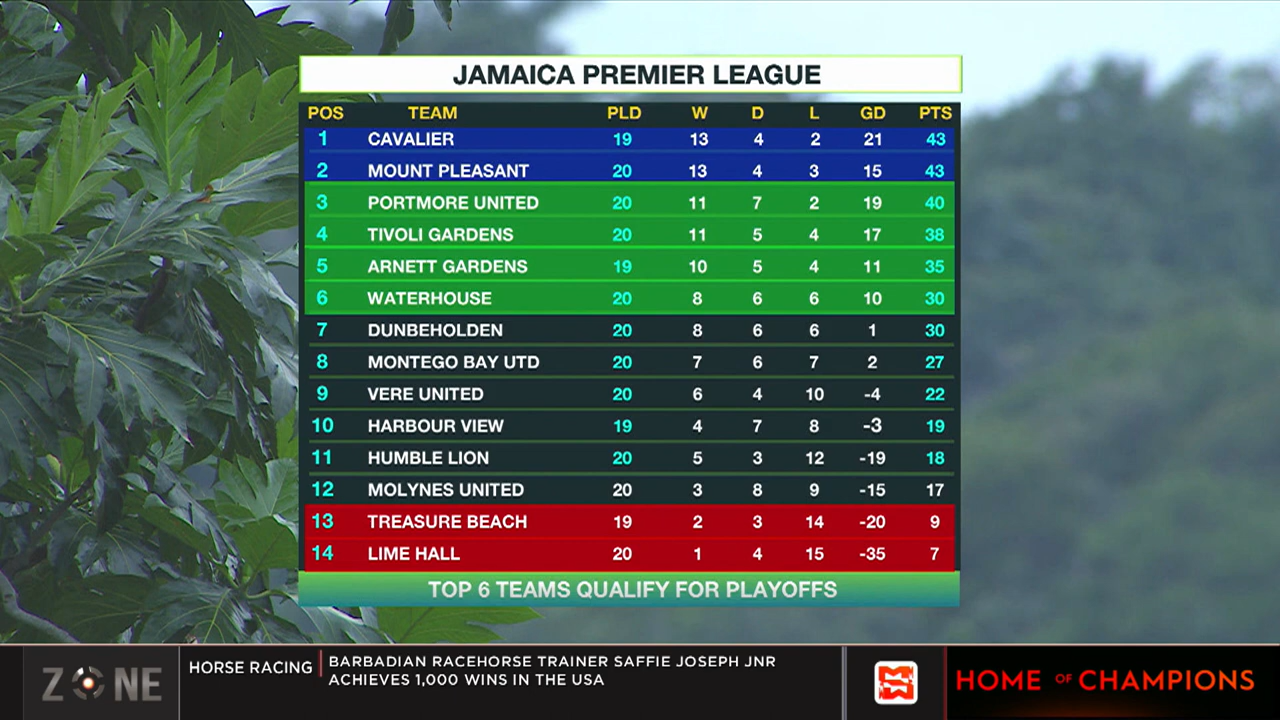 JAMAICA PREMIER LEAGUE
POS TEAM PLD W D L GD PTS
1 CAVALIER 19 13 4 2 21 43
2 MOUNT PLEASANT 20 13 4 3 15 43
3 PORTMORE UNITED 20 11 7 2 19 40
4 TIVOLI GARDENS 20 11 5 4 17 38
5 ARNETT GARDENS 19 10 5 4 11 35
6 WATERHOUSE 20 8 6 6 10 30
7 DUNBEHOLDEN 20 8 6 6 1 30
8 MONTEGO BAY UTD 20 7 6 7 2 27
9 VERE UNITED 20 6 4 10 -4 22
10 HARBOUR VIEW 19 4 7 8 -3 19
11 HUMBLE LION 20 5 3 12 -19 18
12 MOLYNES UNITED 20 3 8 9 -15 17
13 TREASURE BEACH 19 2 3 14 -20 9
14 LIME HALL 20 1 4 15 -35 7
TOP 6 TEAMS QUALIFY FOR PLAYOFFS
ZONE
HORSE RACING
BARBADIAN RACEHORSE TRAINER SAFFIE JOSEPH JNR
ACHIEVES 1,000 WINS IN THE USA
HOME OF CHAMPIONS